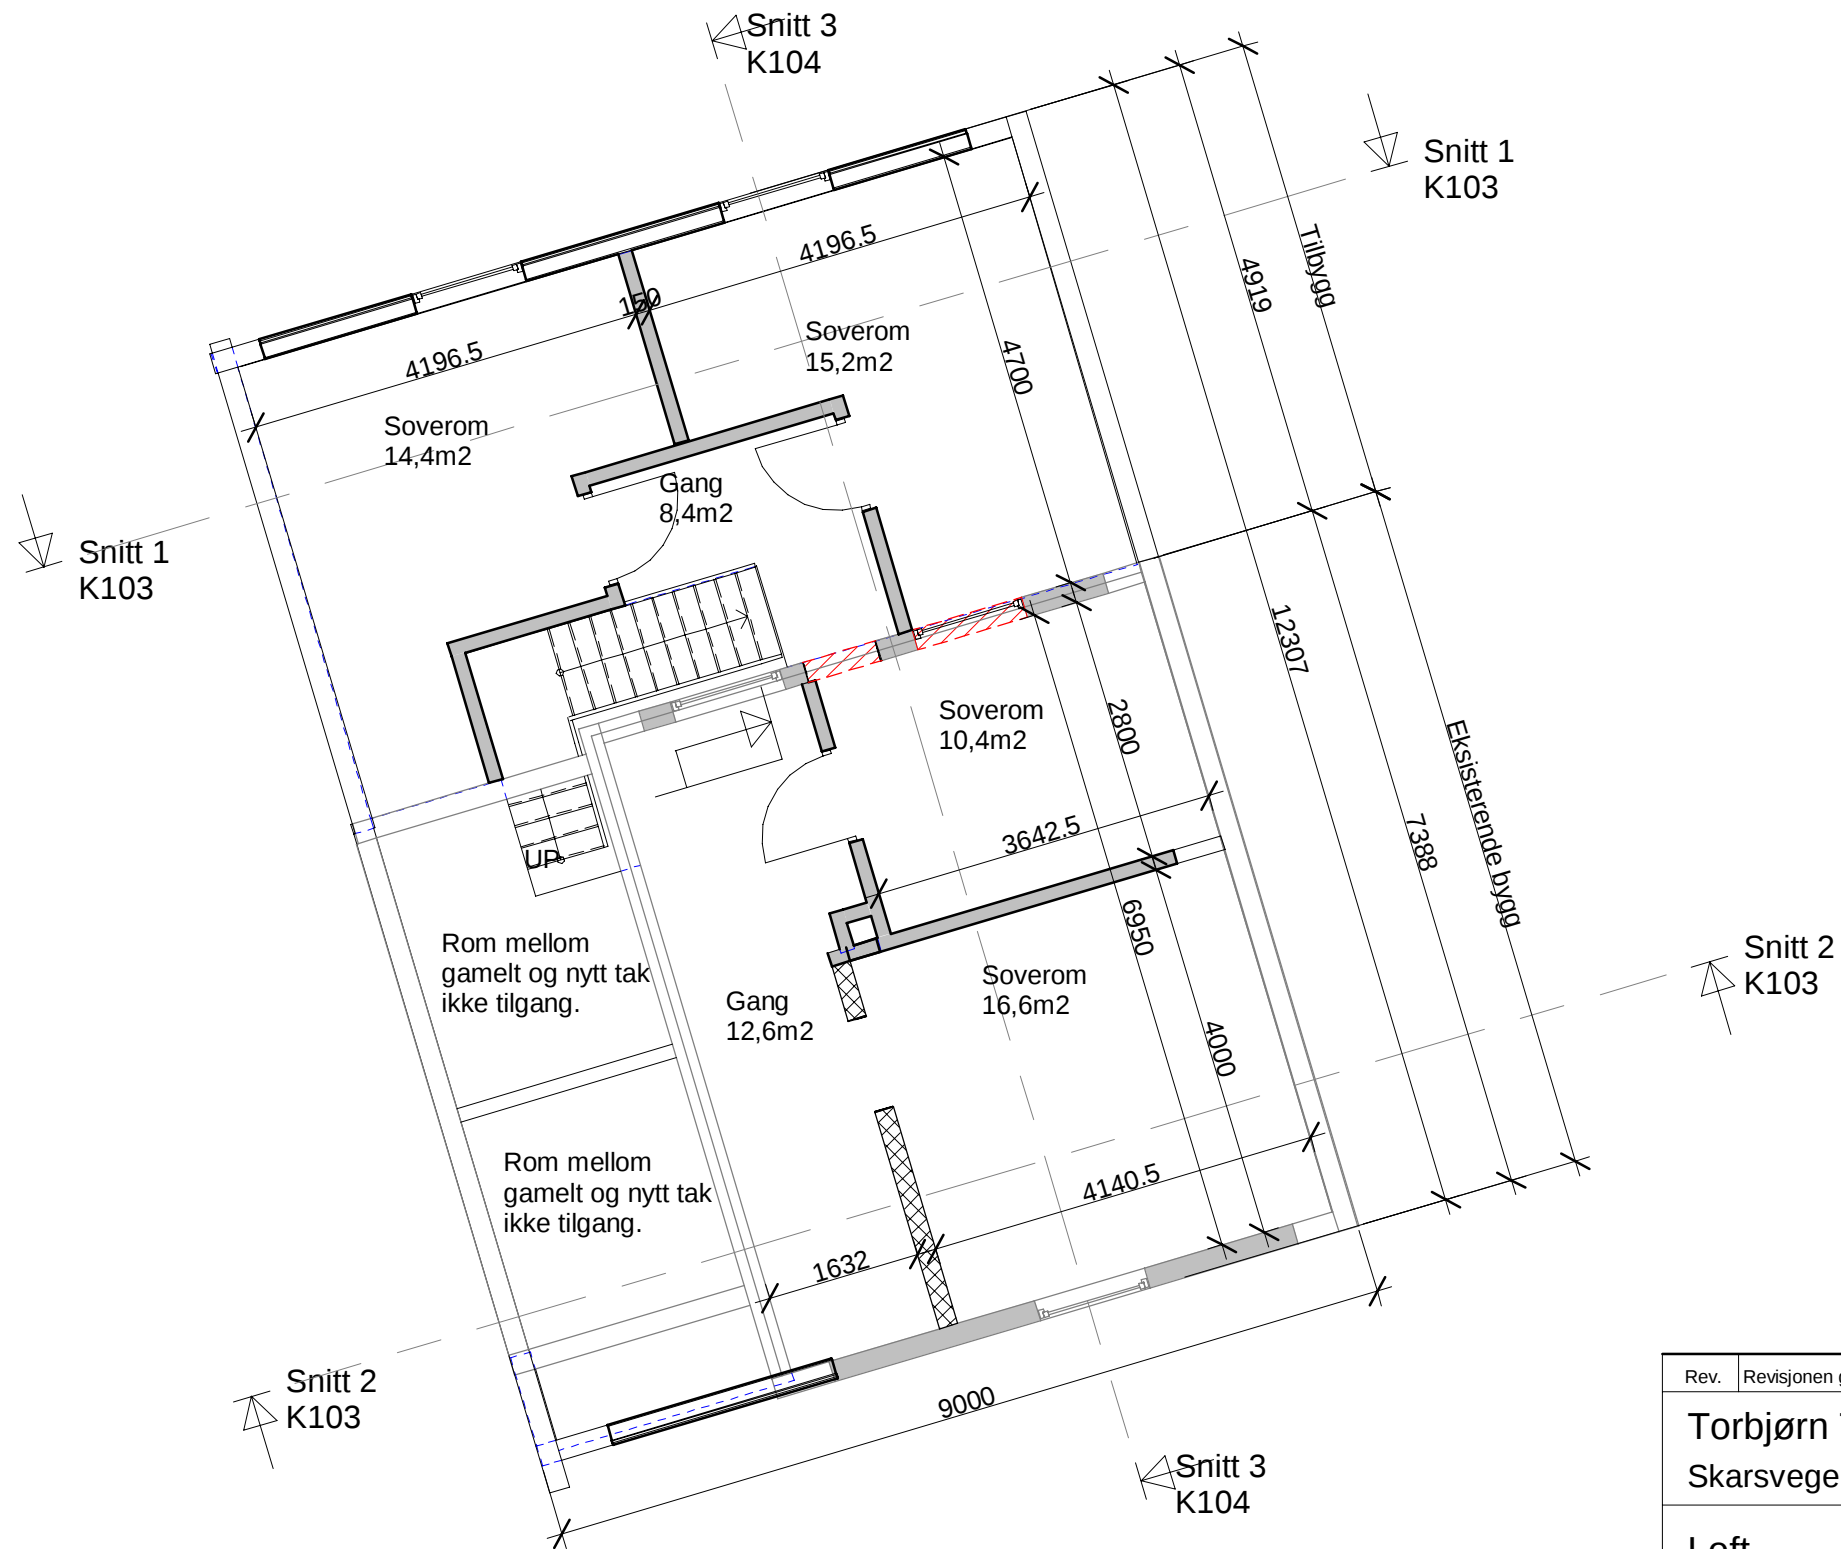 Snitt 3
K104
Snitt 1
K103
Tilbygg
4919
4196.5
150
4196.5
Soverom
15,2m2
4700
Soverom
14,4m2
Gang
8,4m2
Snitt 1
K103
12307
Soverom
10,4m2
2800
Eksisterende bygg
7388
3642.5
UP
6950
Rom mellom
gamelt og nytt tak
ikke tilgang.
Gang
12,6m2
Soverom
16,6m2
Snitt 2
K103
4000
Rom mellom
gamelt og nytt tak
ikke tilgang.
4140.5
1632
9000
Snitt 2
K103
Snitt 3
K104
Rev.
Revisjonen
Torbjørn